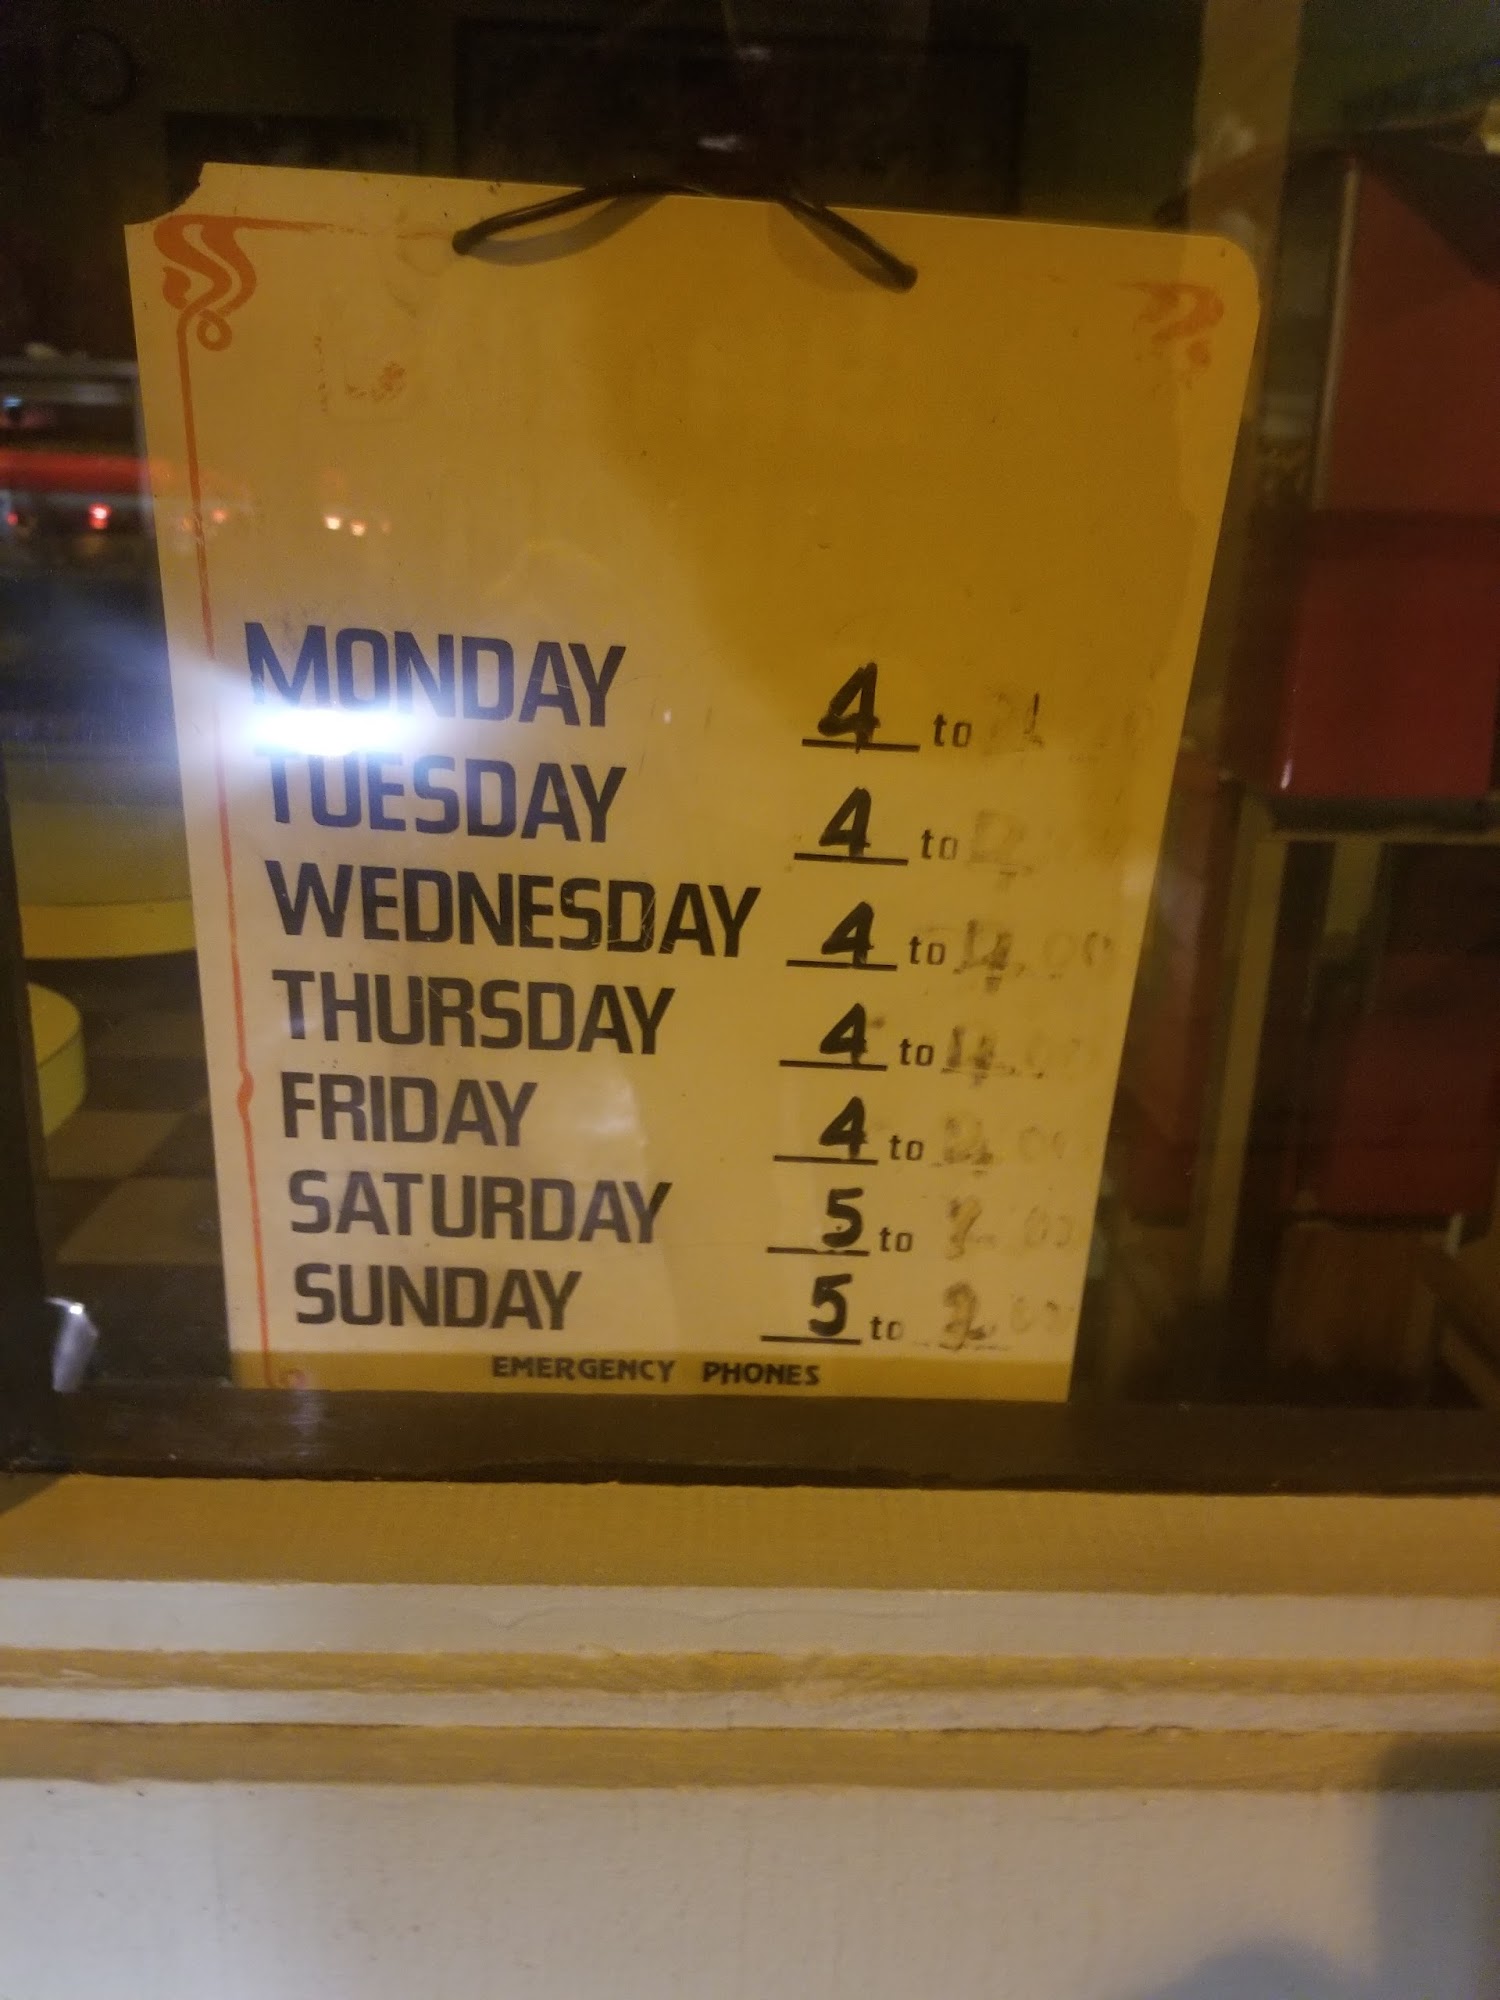 MONDAY 4 to
TUESDAY 4 to
WEDNESDAY 4 to
THURSDAY 4 to
FRIDAY 4 to
SATURDAY 5 to
SUNDAY 5 to
EMERGENCY PHONES